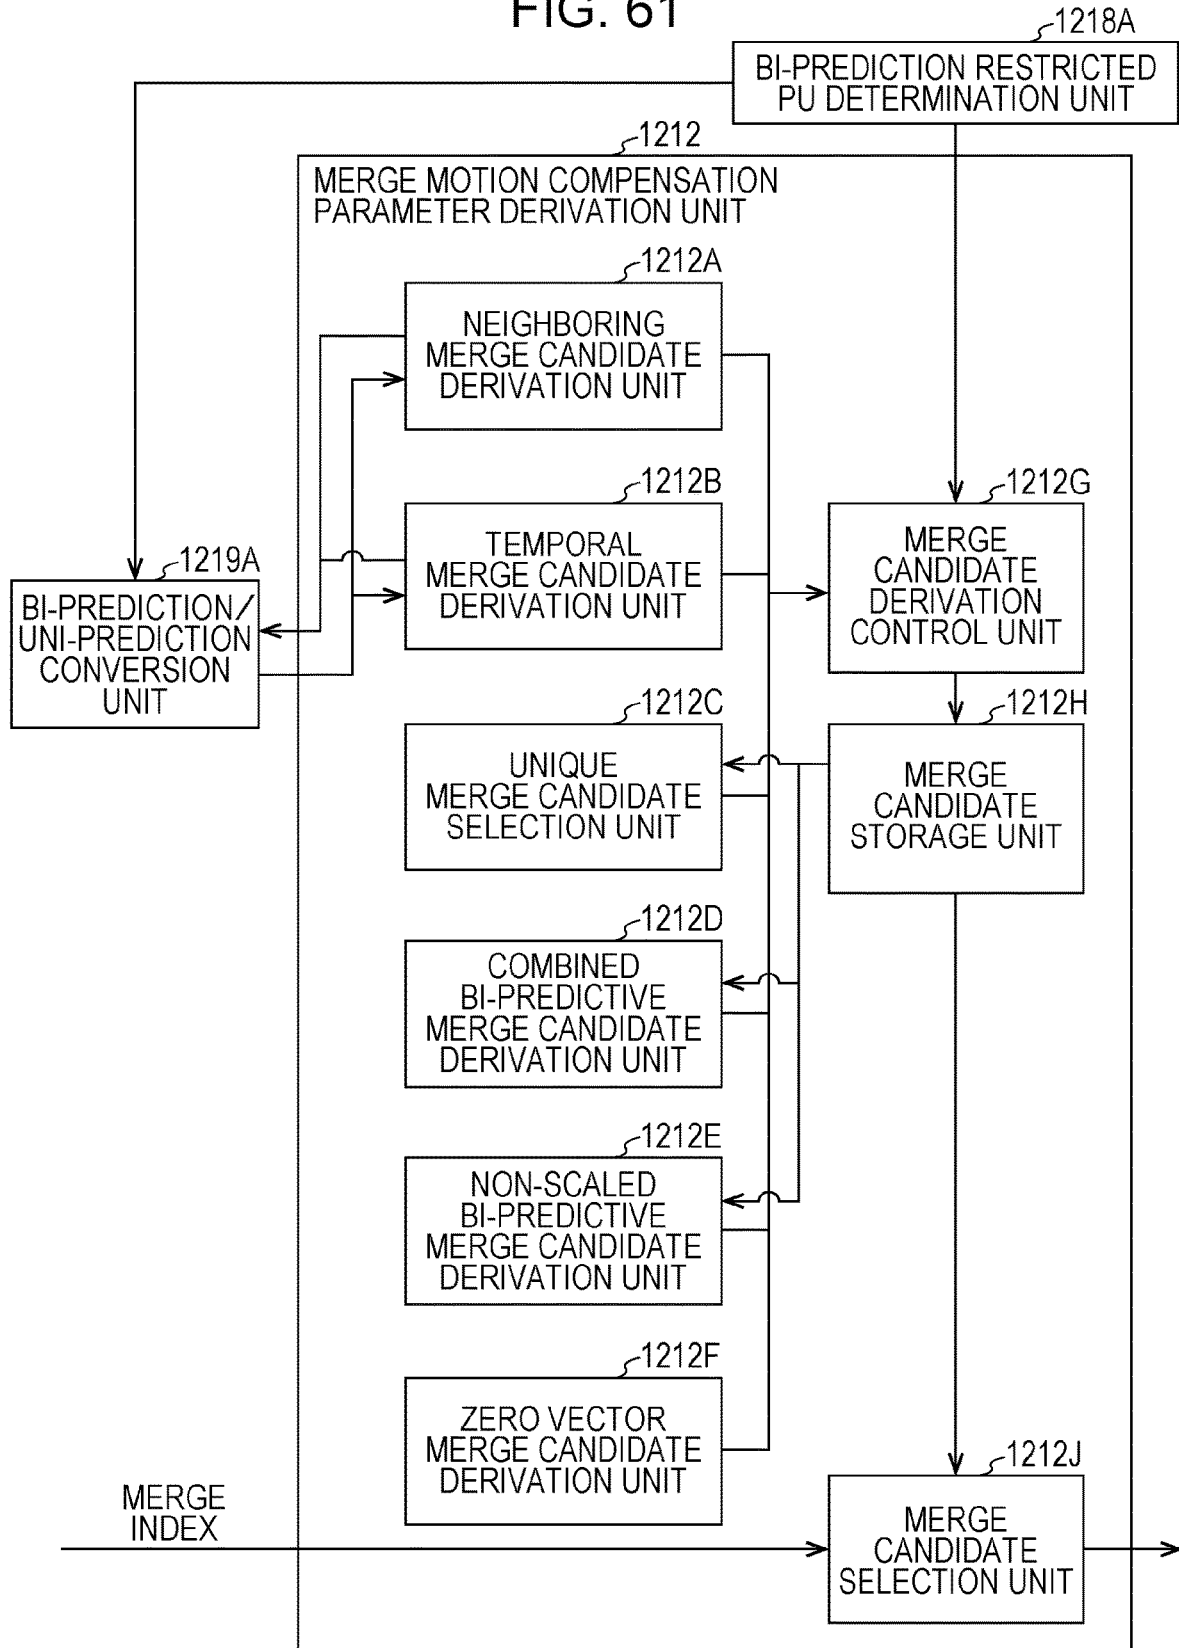 FIG. 61
1218A
BI-PREDICTION RESTRICTED
PU DETERMINATION UNIT
1212
MERGE MOTION COMPENSATION
PARAMETER DERIVATION UNIT
1212A
NEIGHBORING
MERGE CANDIDATE
DERIVATION UNIT
1212B
TEMPORAL
MERGE CANDIDATE
DERIVATION UNIT
1212G
MERGE
CANDIDATE
DERIVATION
CONTROL UNIT
1219A
BI-PREDICTION/
UNI-PREDICTION
CONVERSION
UNIT
1212C
UNIQUE
MERGE CANDIDATE
SELECTION UNIT
1212H
MERGE
CANDIDATE
STORAGE UNIT
1212D
COMBINED
BI-PREDICTIVE
MERGE CANDIDATE
DERIVATION UNIT
1212E
NON-SCALED
BI-PREDICTIVE
MERGE CANDIDATE
DERIVATION UNIT
1212F
ZERO VECTOR
MERGE CANDIDATE
DERIVATION UNIT
MERGE
INDEX
1212J
MERGE
CANDIDATE
SELECTION UNIT